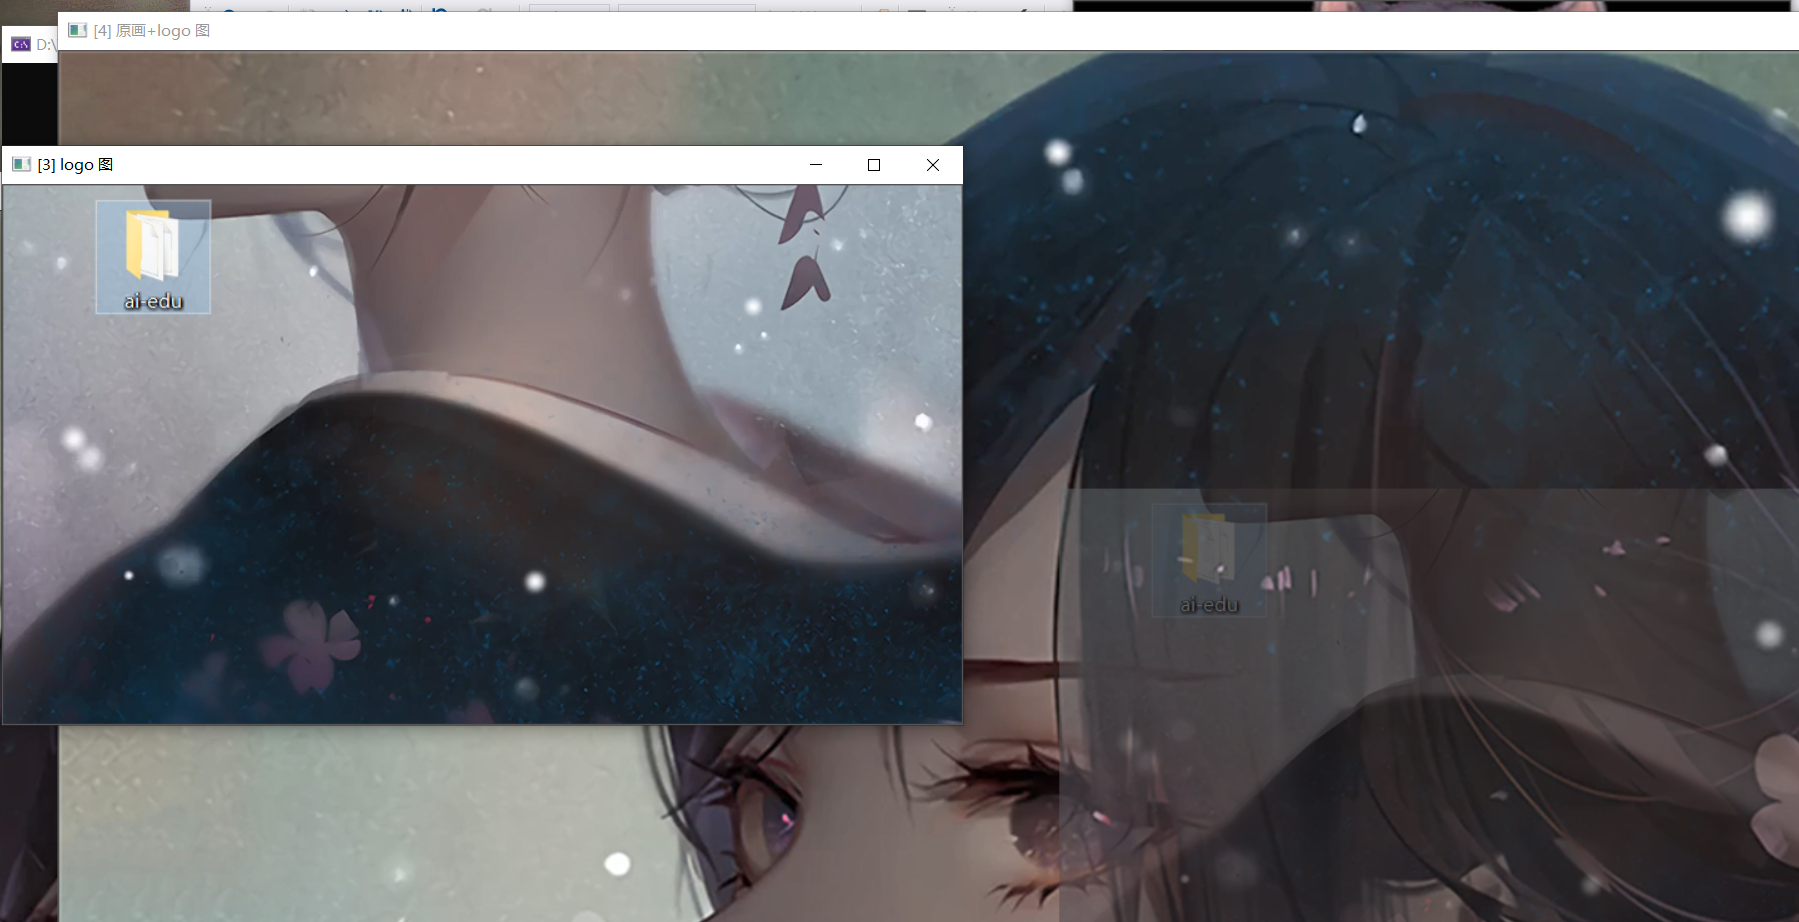 [4] 原画+logo 图
D:\
[3] logo 图
ai-edu
ai-edu